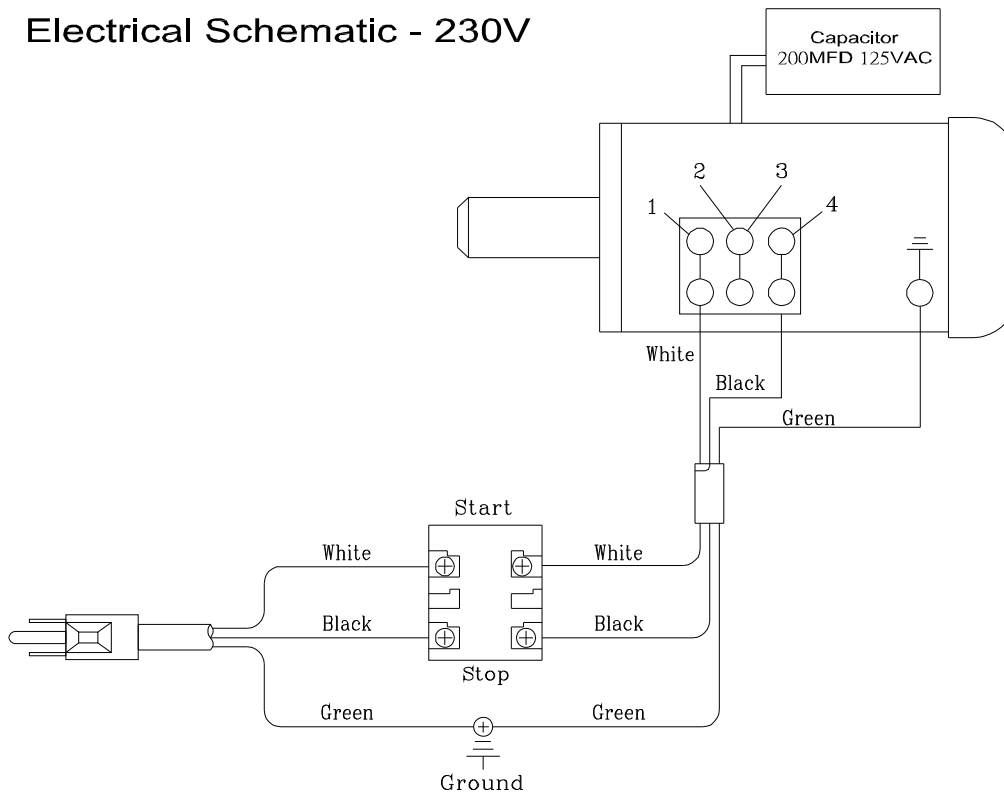 Electrical Schematic - 230V
Capacitor
200MFD 125VAC
2
3
1
4
White
Black
Green
Start
White
White
Black
Black
Stop
Green
Green
Ground